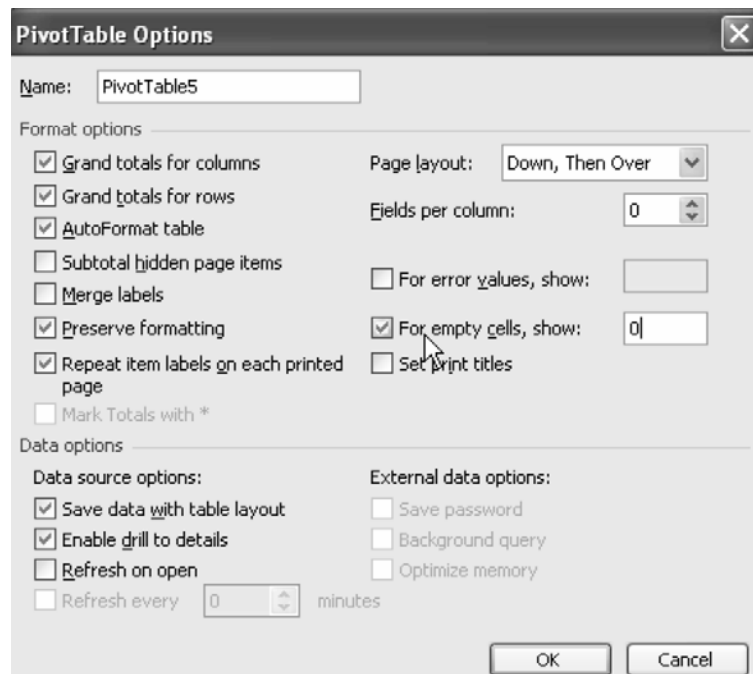 PivotTable Options
Name: PivotTable5
Format options
Grand totals for columns
Grand totals for rows
AutoFormat table
Subtotal hidden page items
Merge labels
Preserve formatting
Repeat item labels on each printed
page
Mark Totals with *
Page layout: Down, Then Over
Fields per column: 0
For error values, show:
For empty cells, show: 0
Set print titles
Data options
Data source options:
Save data with table layout
Enable drill to details
Refresh on open
Refresh every 0 minutes
External data options:
Save password
Background query
Optimize memory
OK Cancel